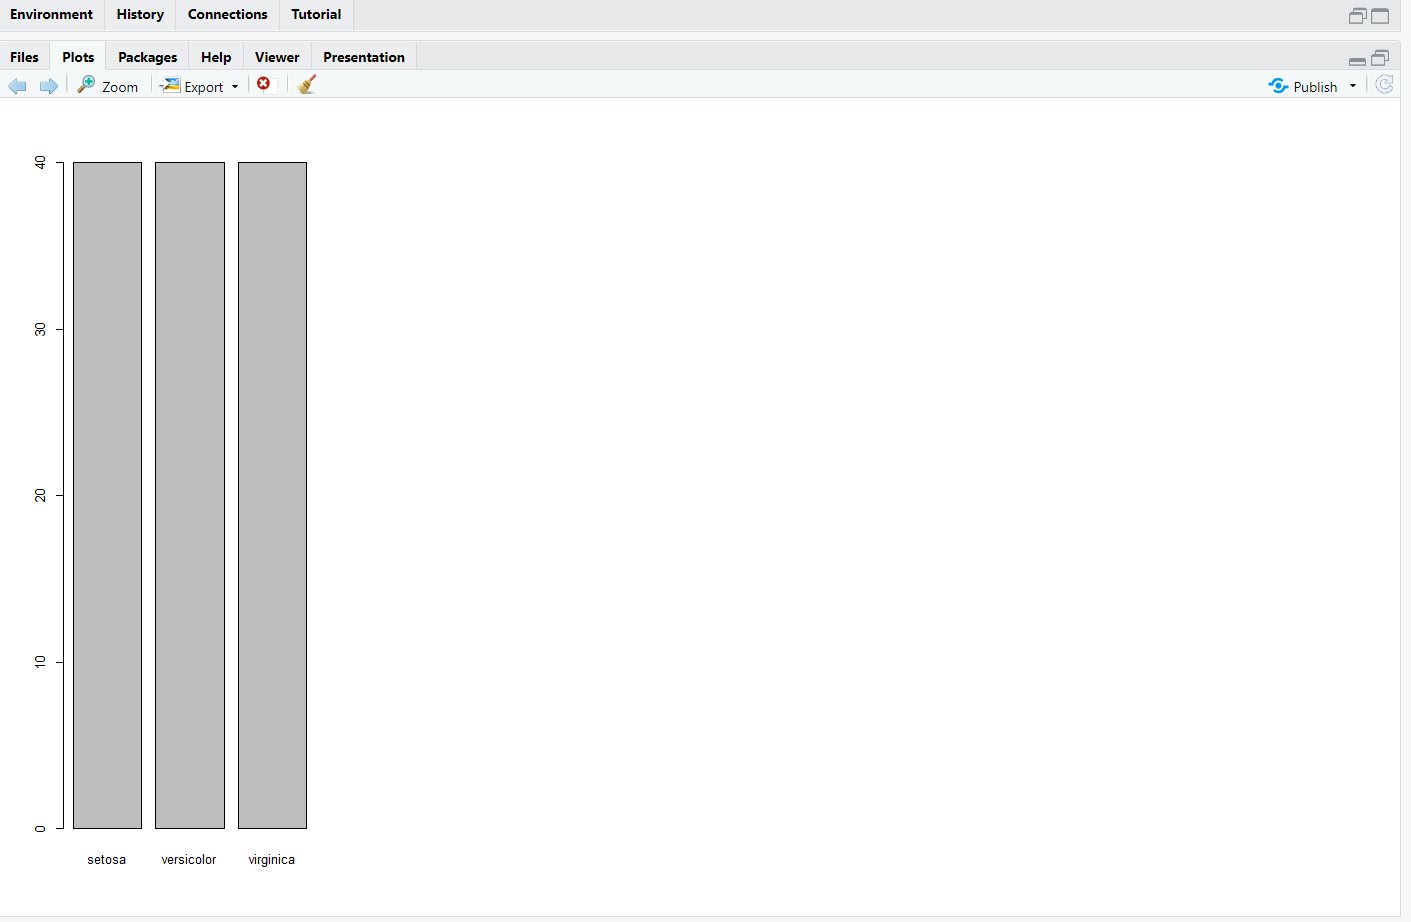 Environment History Connections Tutorial
Files Plots Packages Help Viewer Presentation
Zoom Export Publish
40
30
20
10
0
setosa versicolor virginica